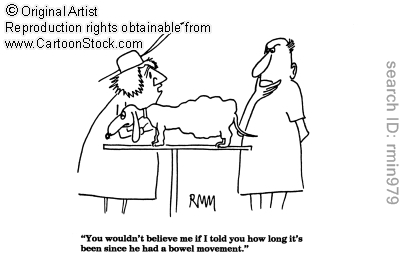 © Original Artist
Reproduction rights obtainable from
www.CartoonStock.com
search ID: rmin979
RMM
"You wouldn't believe me if I told you how long it's
been since he had a bowel movement."